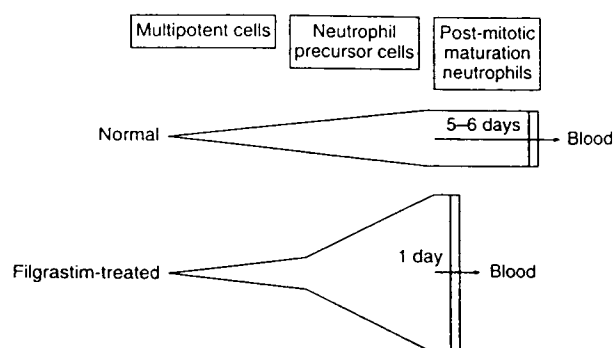 Multipotent cells
Neutrophil
precursor cells
Post-mitotic
maturation
neutrophils
Normal
5–6 days
Blood
Filgrastim-treated
1 day
Blood